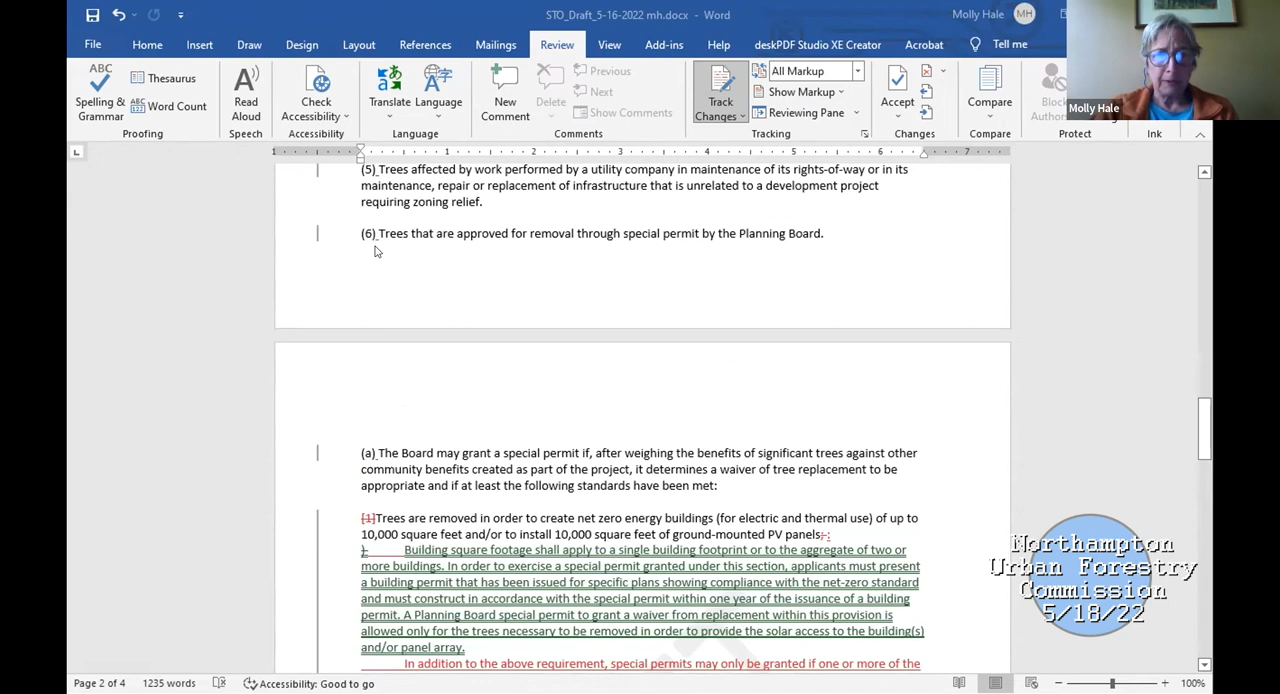 STO_Draft_5-16-2022 mh.docx - Word
Molly Hale MH
File Home Insert Draw Design Layout References Mailings Review View Add-ins Help deskPDF Studio XE Creator Acrobat Tell me
ABC
Spelling &
Grammar
Thesaurus
ABC
123
Word Count
Proofing
Read
Aloud
Speech
Check
Accessibility
Accessibility
Translate Language
Language
New
Comment
Delete
Previous
Next
Show Comments
Comments
Track
Changes
All Markup
Show Markup
Reviewing Pane
Tracking
Accept
Changes
Compare
Compare
Block
Protect
Ink
Molly Hale
1 1 2 3 4 5 6 7
(5) Trees affected by work performed by a utility company in maintenance of its rights-of-way or in its
maintenance, repair or replacement of infrastructure that is unrelated to a development project
requiring zoning relief.
(6) Trees that are approved for removal through special permit by the Planning Board.
(a) The Board may grant a special permit if, after weighing the benefits of significant trees against other
community benefits created as part of the project, it determines a waiver of tree replacement to be
appropriate and if at least the following standards have been met:
[1]Trees are removed in order to create net zero energy buildings (for electric and thermal use) of up to
10,000 square feet and/or to install 10,000 square feet of ground-mounted PV panels
Building square footage shall apply to a single building footprint or to the aggregate of two or
more buildings. In order to exercise a special permit granted under this section, applicants must present
a building permit that has been issued for specific plans showing compliance with the net-zero standard
and must construct in accordance with the special permit within one year of the issuance of a building
permit. A Planning Board special permit to grant a waiver from replacement within this provision is
allowed only for the trees necessary to be removed in order to provide the solar access to the building(s)
and/or panel array.
In addition to the above requirement, special permits may only be granted if one or more of the
Northampton
Urban Forestry
Commission
5/18/22
Page 2 of 4 1235 words Accessibility: Good to go 100%